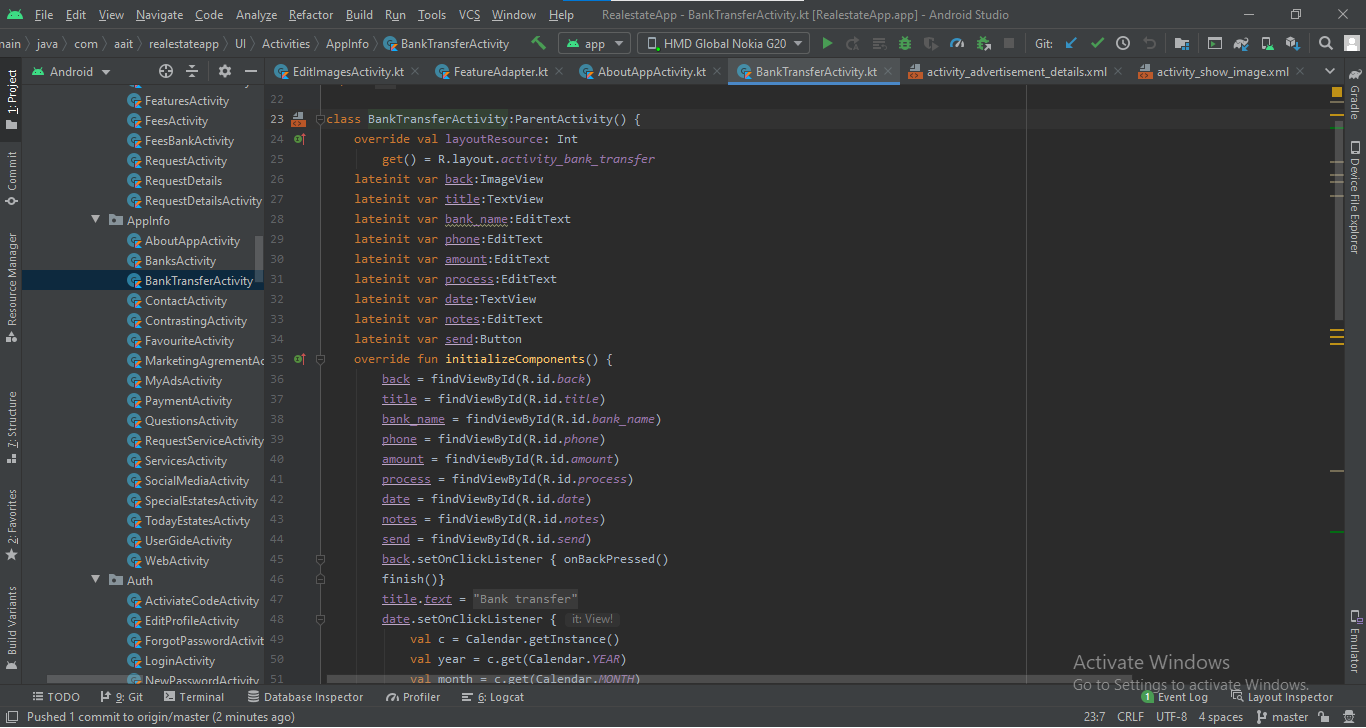 File Edit View Navigate Code Analyze Refactor Build Run Tools VCS Window Help RealestateApp - BankTransferActivity.kt [RealestateApp.app] - Android Studio
main java com aait realestateapp UI Activities AppInfo BankTransferActivity app HMD Global Nokia G20 Git:
Android EditImagesActivity.kt FeatureAdapter.kt AboutAppActivity.kt BankTransferActivity.kt activity_advertisement_details.xml activity_show_image.xml
1: Project
Commit
Resource Manager
7: Structure
2: Favorites
Build Variants
FeaturesActivity
FeesActivity
FeesBankActivity
RequestActivity
RequestDetails
RequestDetailsActivity
AppInfo
AboutAppActivity
BanksActivity
BankTransferActivity
ContactActivity
ContrastingActivity
FavouriteActivity
MarketingAgrementAc
MyAdsActivity
PaymentActivity
QuestionsActivity
RequestServiceActivity
ServicesActivity
SocialMediaActivity
SpecialEstatesActivity
TodayEstatesActivty
UserGideActivity
WebActivity
Auth
ActiviateCodeActivity
EditProfileActivity
ForgotPasswordActivit
LoginActivity
NewPasswordActivity
22
23 class BankTransferActivity:ParentActivity() {
24 override val layoutResource: Int
25 get() = R.layout.activity_bank_transfer
26 lateinit var back:ImageView
27 lateinit var title:TextView
28 lateinit var bank_name:EditText
29 lateinit var phone:EditText
30 lateinit var amount:EditText
31 lateinit var process:EditText
32 lateinit var date:TextView
33 lateinit var notes:EditText
34 lateinit var send:Button
35 override fun initializeComponents() {
36 back = findViewById(R.id.back)
37 title = findViewById(R.id.title)
38 bank_name = findViewById(R.id.bank_name)
39 phone = findViewById(R.id.phone)
40 amount = findViewById(R.id.amount)
41 process = findViewById(R.id.process)
42 date = findViewById(R.id.date)
43 notes = findViewById(R.id.notes)
44 send = findViewById(R.id.send)
45 back.setOnClickListener { onBackPressed()
46 finish()}
47 title.text = "Bank transfer"
48 date.setOnClickListener { it: View!
49 val c = Calendar.getInstance()
50 val year = c.get(Calendar.YEAR)
51 val month = c.get(Calendar.MONTH)
Gradle
Device File Explorer
Emulator
Activate Windows
Go to Settings to activate Windows.
TODO 9: Git Terminal Database Inspector Profiler 6: Logcat 1 Event Log Layout Inspector
Pushed 1 commit to origin/master (2 minutes ago) 23:7 CRLF UTF-8 4 spaces master